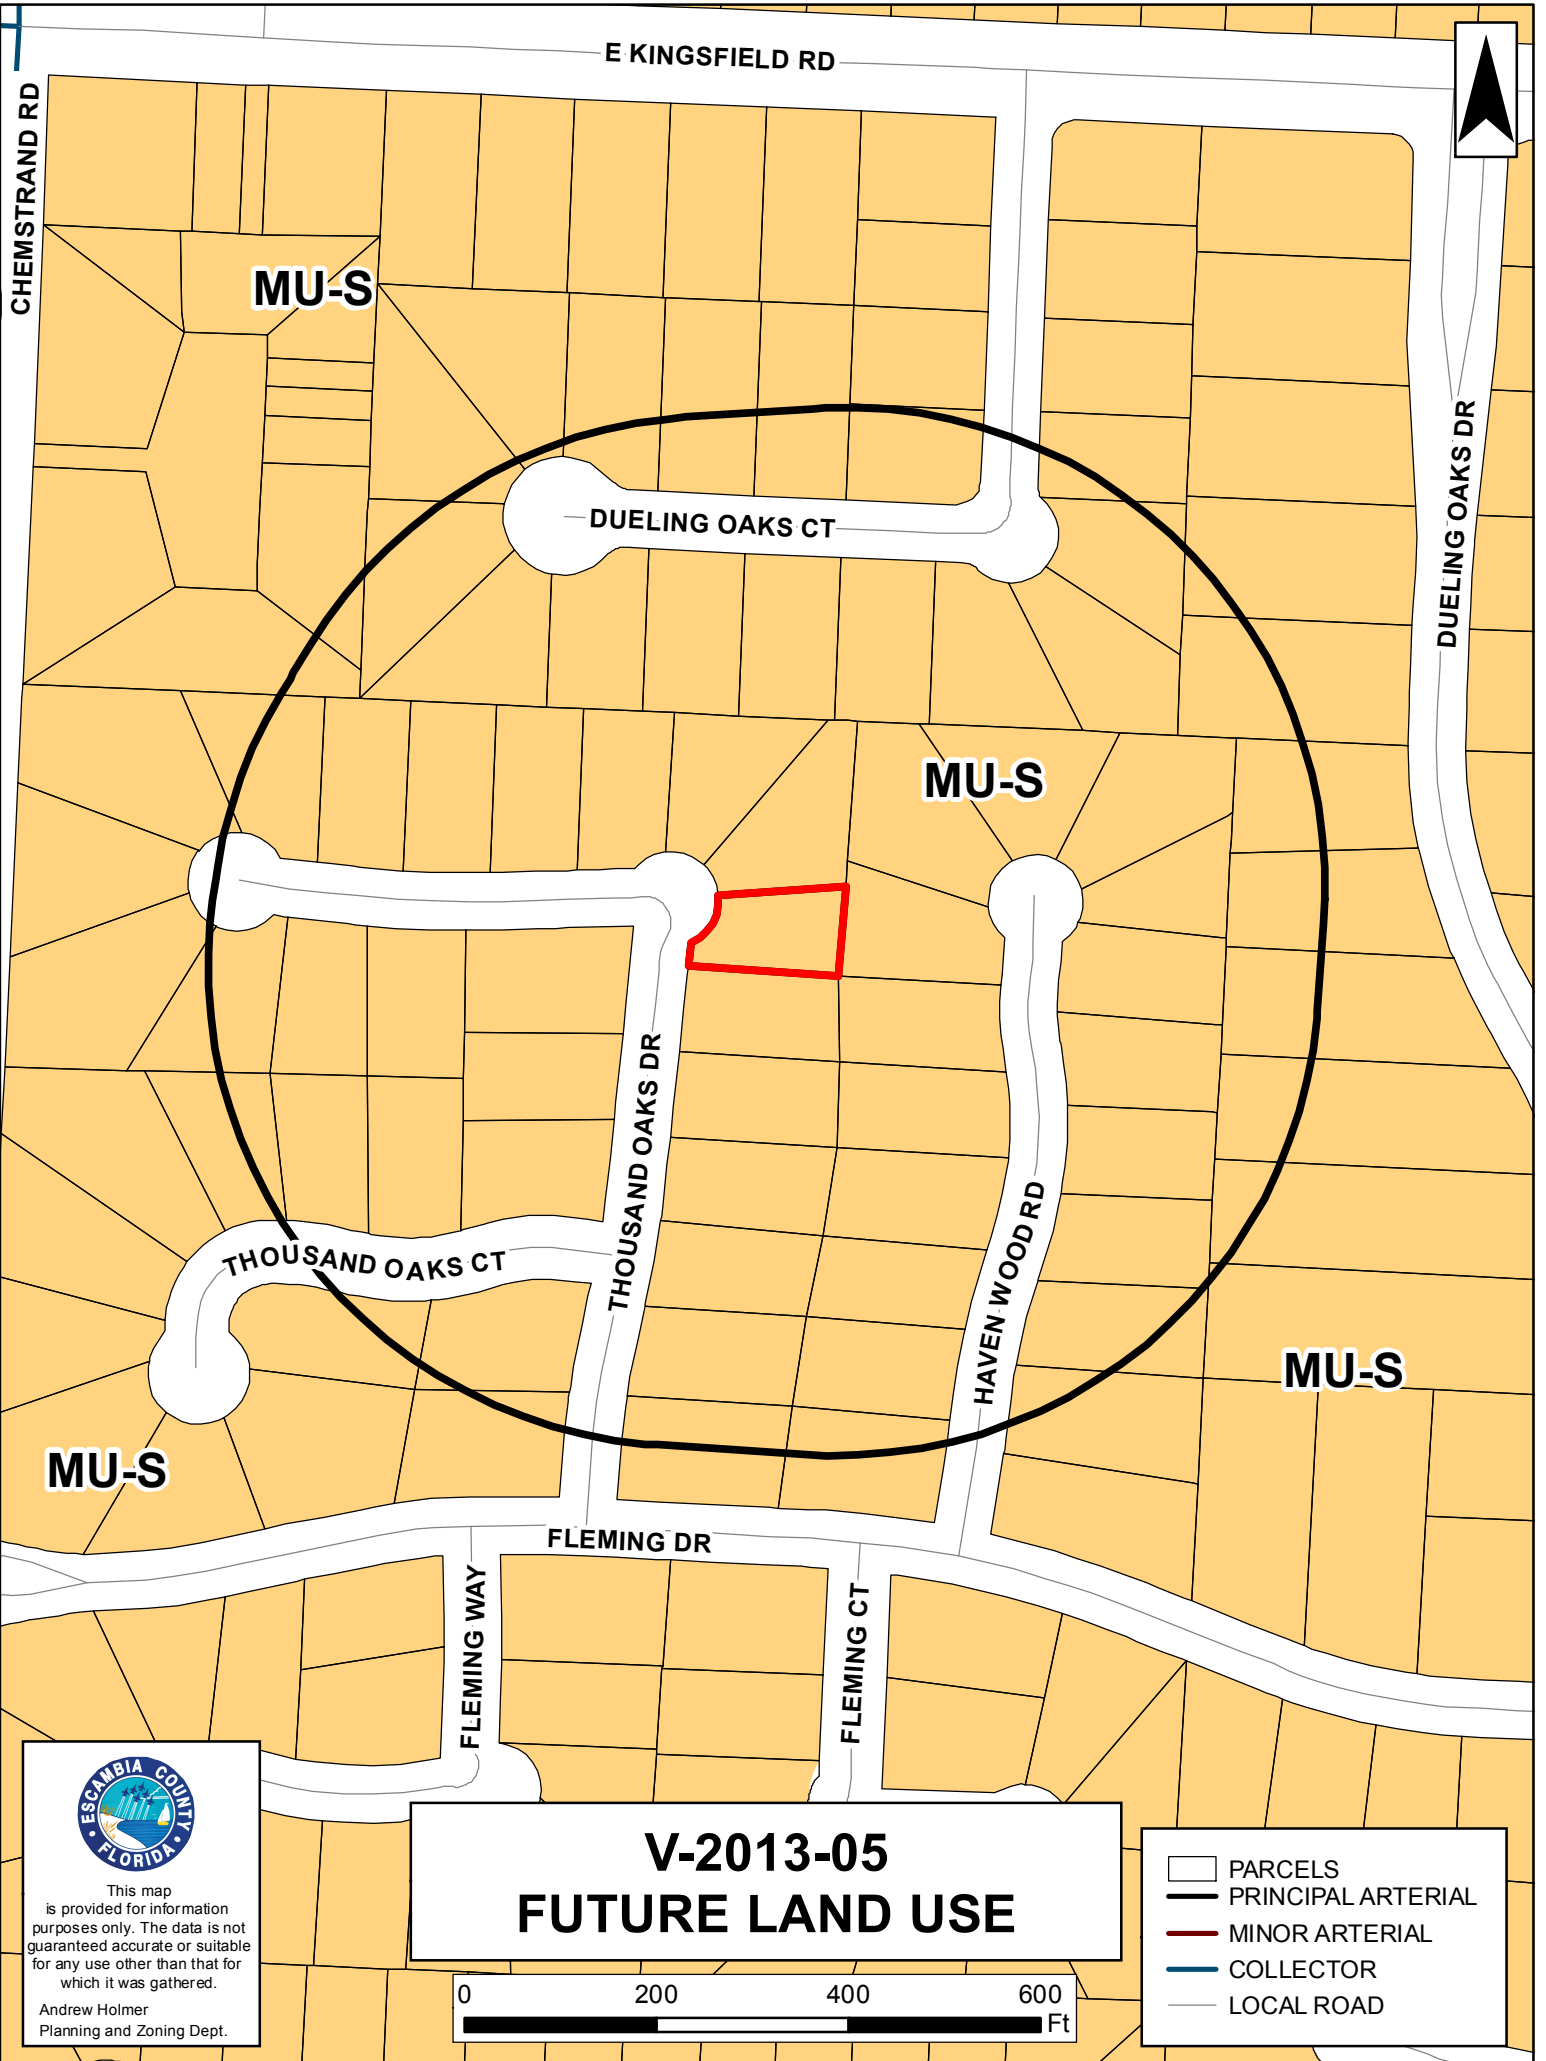 E KINGSFIELD RD
CHEMSTRAND RD
MU-S
DUELING OAKS DR
DUELING OAKS CT
MU-S
THOUSAND OAKS DR
HAVEN WOOD RD
THOUSAND OAKS CT
MU-S
MU-S
FLEMING DR
FLEMING WAY
FLEMING CT
ESCAMBIA COUNTY
FLORIDA
This map
is provided for information
purposes only. The data is not
guaranteed accurate or suitable
for any use other than that for
which it was gathered.
Andrew Holmer
Planning and Zoning Dept.
V-2013-05
FUTURE LAND USE
0 200 400 600
Ft
PARCELS
PRINCIPAL ARTERIAL
MINOR ARTERIAL
COLLECTOR
LOCAL ROAD